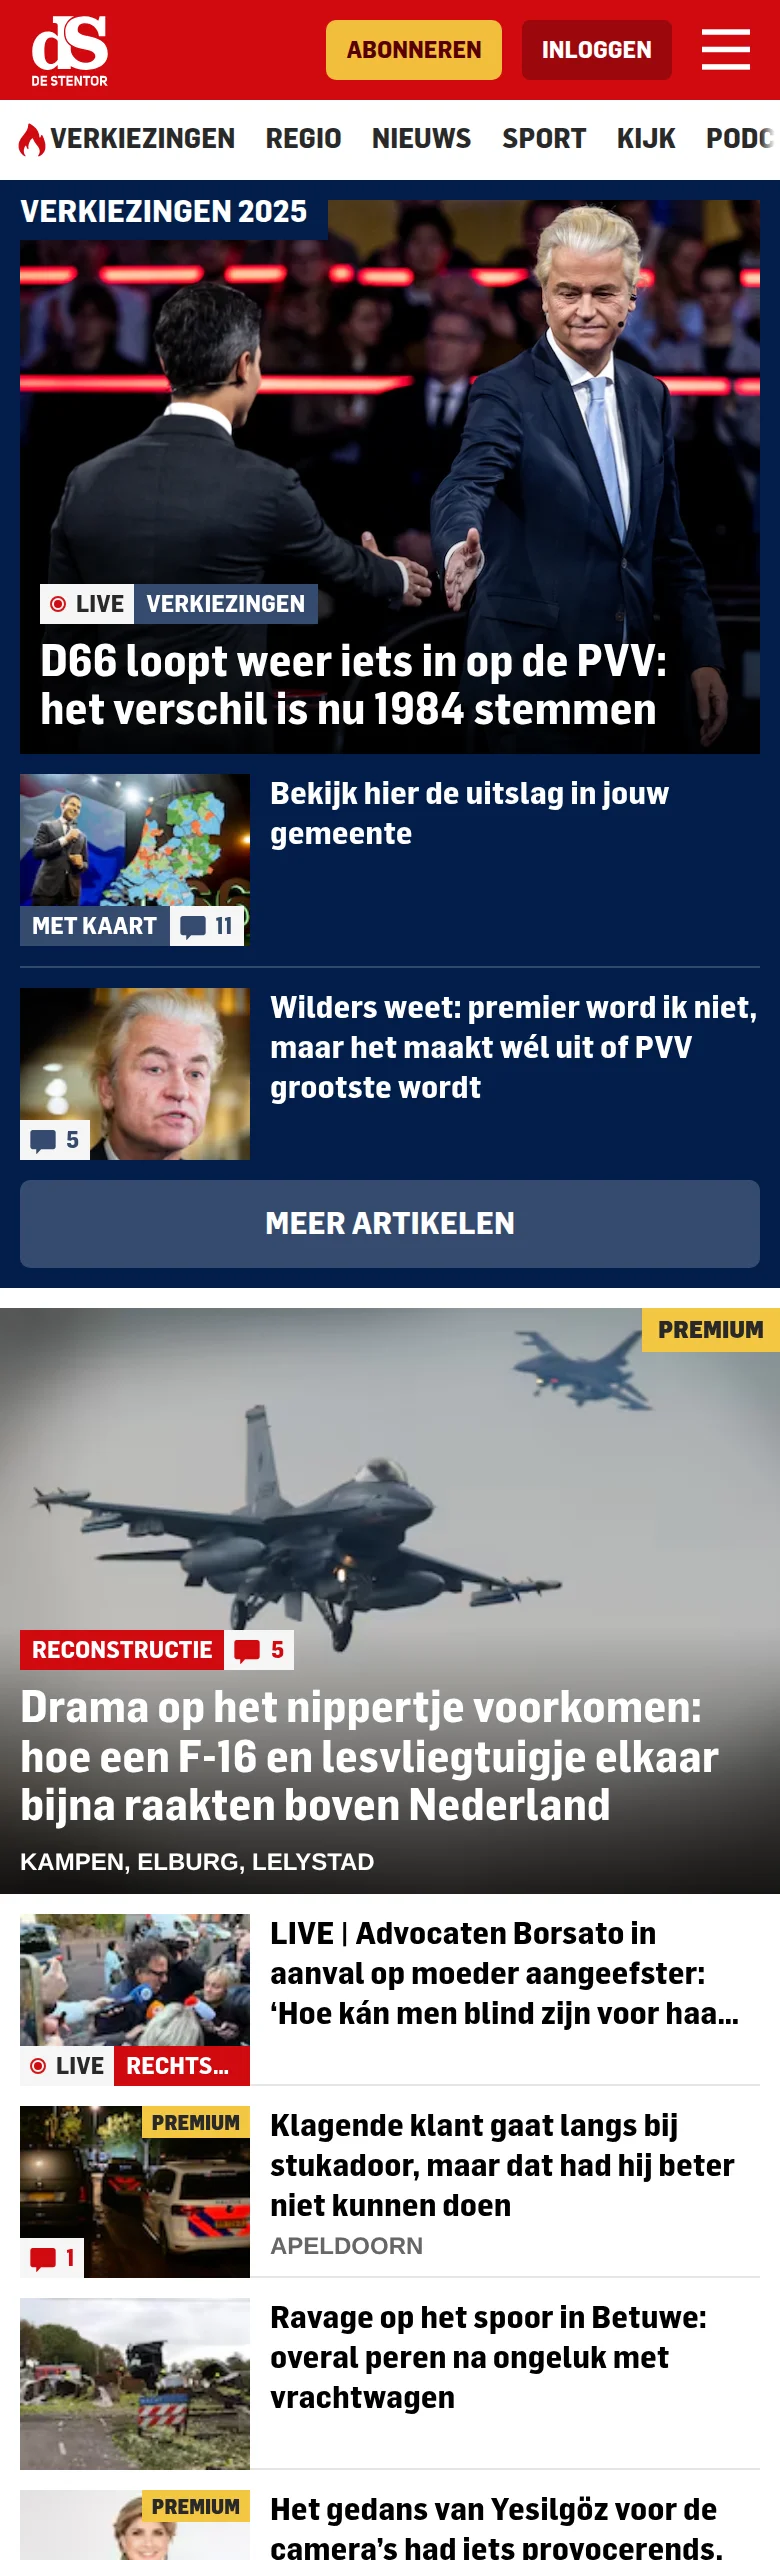 dS
DE STENTOR
ABONNEREN
INLOGGEN
VERKIEZINGEN REGIO NIEUWS SPORT KIJK PODC
VERKIEZINGEN 2025
LIVE VERKIEZINGEN
D66 loopt weer iets in op de PVV:
het verschil is nu 1984 stemmen
Bekijk hier de uitslag in jouw
gemeente
MET KAART 11
Wilders weet: premier word ik niet,
maar het maakt wél uit of PVV
grootste wordt
5
MEER ARTIKELEN
PREMIUM
RECONSTRUCTIE 5
Drama op het nippertje voorkomen:
hoe een F-16 en lesvliegtuigje elkaar
bijna raakten boven Nederland
KAMPEN, ELBURG, LELYSTAD
LIVE | Advocaten Borsato in
aanval op moeder aangeefster:
‘Hoe kán men blind zijn voor haa...
LIVE RECHTS...
PREMIUM
Klagende klant gaat langs bij
stukadoor, maar dat had hij beter
niet kunnen doen
APELDOORN
1
Ravage op het spoor in Betuwe:
overal peren na ongeluk met
vrachtwagen
PREMIUM
Het gedans van Yesilgöz voor de
camera’s had iets provocerends.